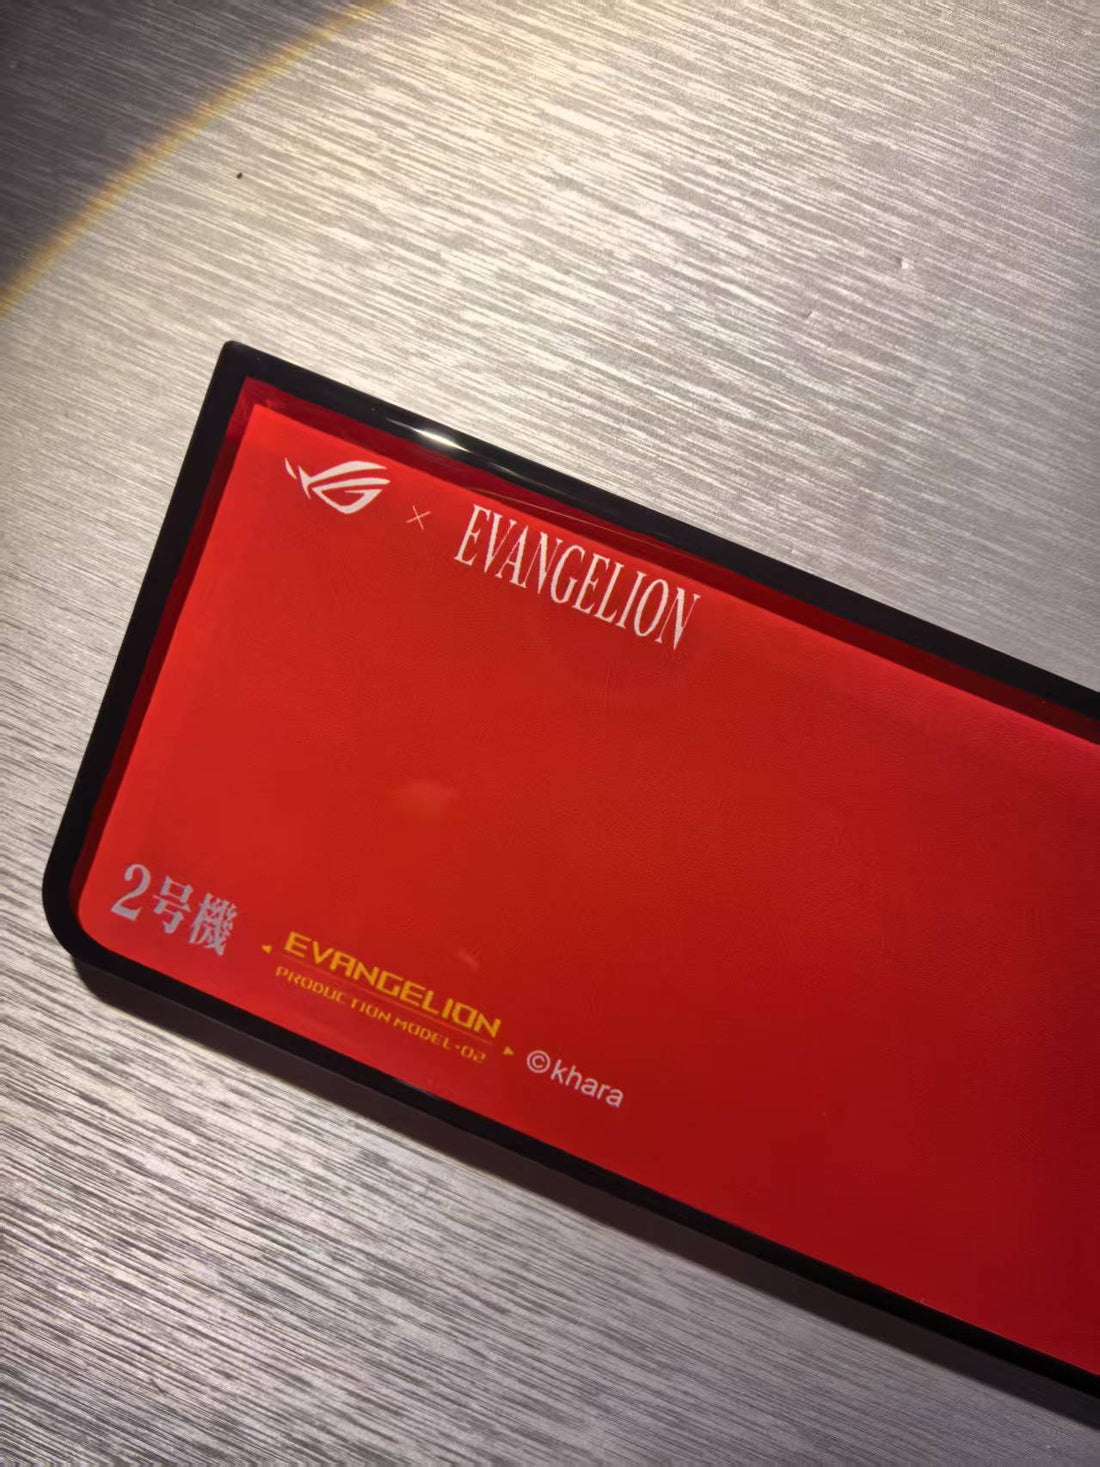 × EVANGELION
2号機
EVANGELION
PRODUCTION MODEL-02
©khara